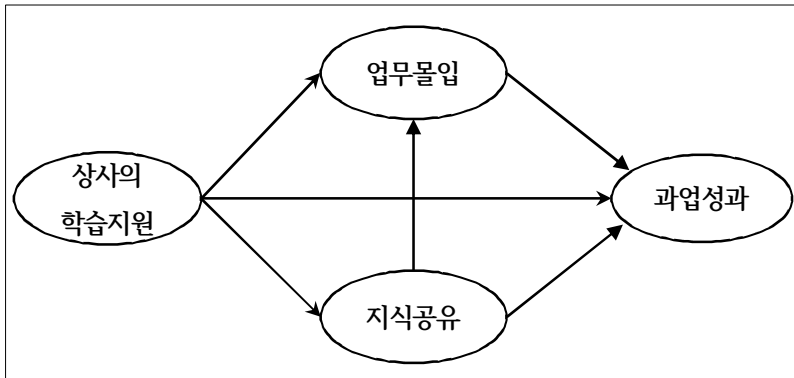 업무몰입
상사의
학습지원
과업성과
지식공유